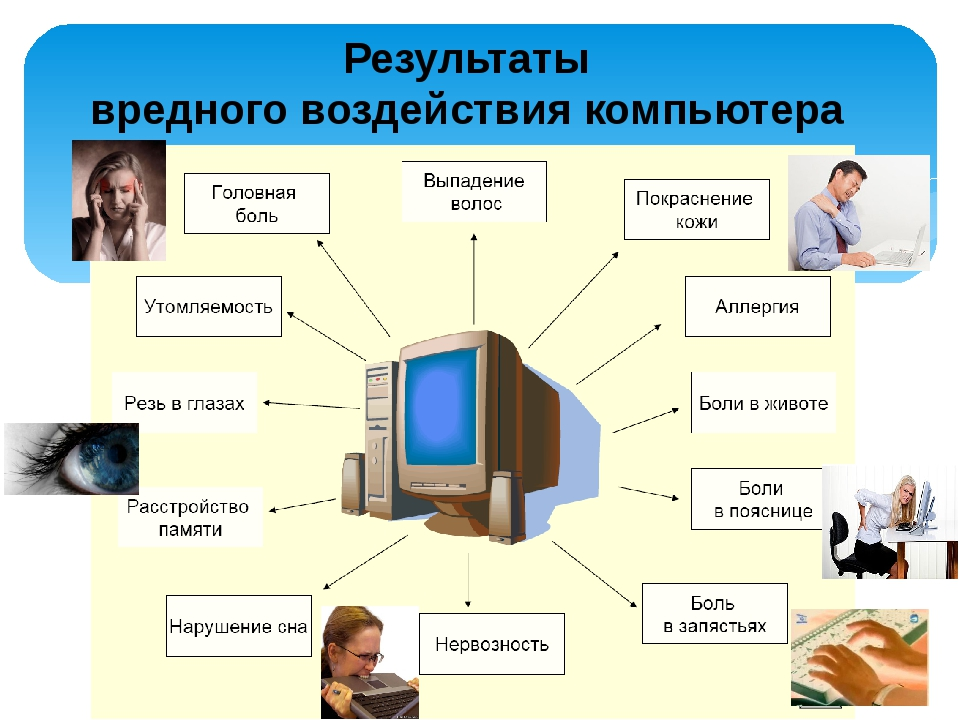 Результаты
вредного воздействия компьютера
Головная
боль
Выпадение
волос
Покраснение
кожи
Утомляемость
Аллергия
Резь в глазах
Боли в животе
Расстройство
памяти
Боли
в пояснице
Нарушение сна
Нервозность
Боль
в запястьях